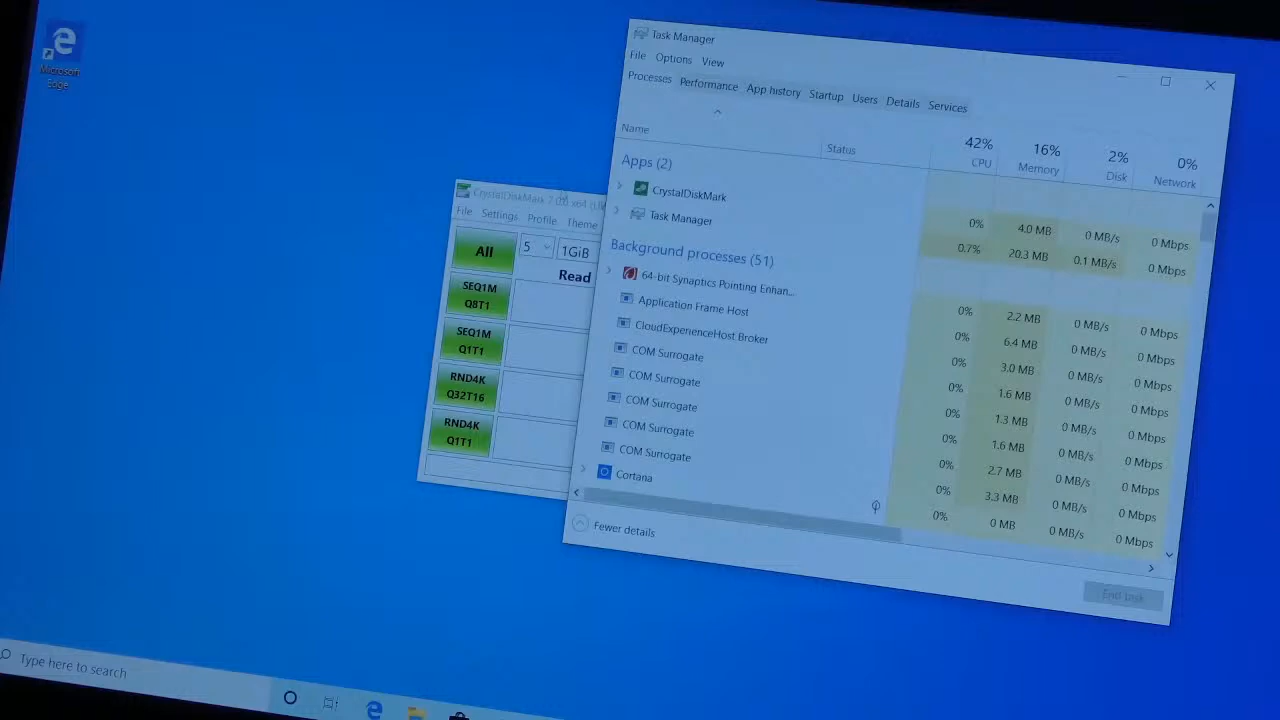 Microsoft
Edge
Task Manager
File Options View
Processes Performance App history Startup Users Details Services
Name Status 42% CPU 16% Memory 2% Disk 0% Network
Apps (2)
CrystalDiskMark 0% 4.0 MB 0 MB/s 0 Mbps
Task Manager 0.7% 20.3 MB 0.1 MB/s 0 Mbps
Background processes (51)
64-bit Synaptics Pointing Enhan... 0% 2.2 MB 0 MB/s 0 Mbps
Application Frame Host 0% 6.4 MB 0 MB/s 0 Mbps
CloudExperienceHost Broker 0% 3.0 MB 0 MB/s 0 Mbps
COM Surrogate 0% 1.6 MB 0 MB/s 0 Mbps
COM Surrogate 0% 1.3 MB 0 MB/s 0 Mbps
COM Surrogate 0% 1.6 MB 0 MB/s 0 Mbps
COM Surrogate 0% 2.7 MB 0 MB/s 0 Mbps
COM Surrogate 0% 3.3 MB 0 MB/s 0 Mbps
Cortana 0% 0 MB 0 MB/s 0 Mbps
Fewer details
End task
CrystalDiskMark x64
File Settings Profile Theme
All 5 1GiB
Read
SEQ1M
Q8T1
SEQ1M
Q1T1
RND4K
Q32T16
RND4K
Q1T1
Type here to search